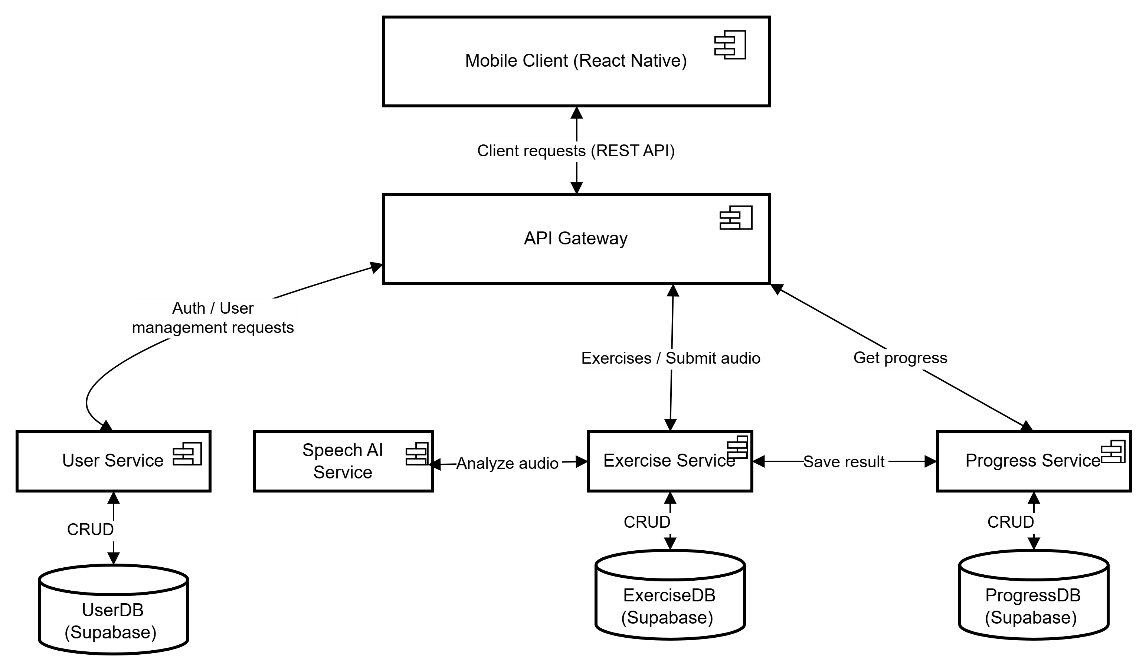 Mobile Client (React Native)
Client requests (REST API)
API Gateway
Auth / User
management requests
Exercises / Submit audio
Get progress
User Service
Speech AI
Service
Analyze audio
Exercise Service
Save result
Progress Service
CRUD
CRUD
CRUD
UserDB
(Supabase)
ExerciseDB
(Supabase)
ProgressDB
(Supabase)